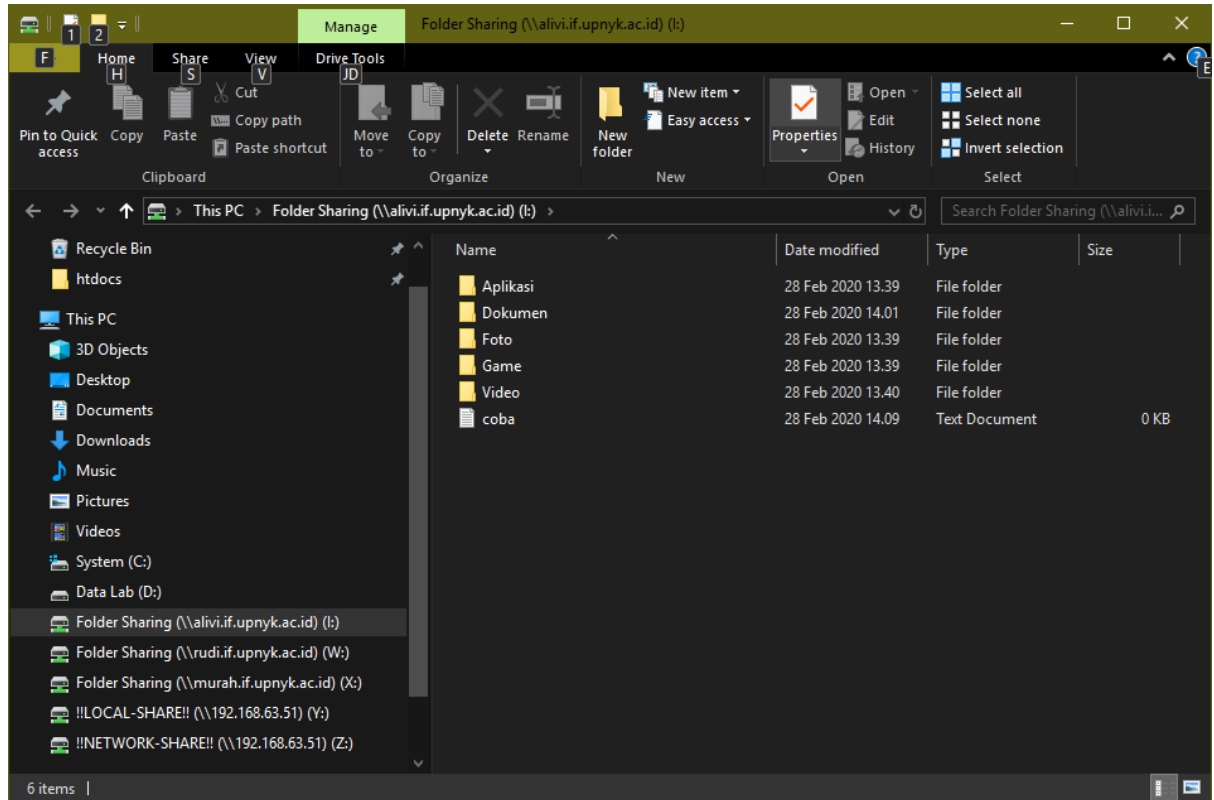 1 2 Manage Folder Sharing (\\alivi.if.upnyk.ac.id) (I:)
F Home Share View Drive Tools
H S V JD E
Pin to Quick access
Copy
Paste
Cut
Copy path
Paste shortcut
Move to
Copy to
Delete
Rename
New folder
New item
Easy access
Properties
Open
Edit
History
Select all
Select none
Invert selection
Clipboard Organize New Open Select
This PC > Folder Sharing (\\alivi.if.upnyk.ac.id) (I:) >
Search Folder Sharing (\\alivi.i...
Recycle Bin
htdocs
This PC
3D Objects
Desktop
Documents
Downloads
Music
Pictures
Videos
System (C:)
Data Lab (D:)
Folder Sharing (\\alivi.if.upnyk.ac.id) (I:)
Folder Sharing (\\rudi.if.upnyk.ac.id) (W:)
Folder Sharing (\\murah.if.upnyk.ac.id) (X:)
!!LOCAL-SHARE!! (\\192.168.63.51) (Y:)
!!NETWORK-SHARE!! (\\192.168.63.51) (Z:)
Name Date modified Type Size
Aplikasi 28 Feb 2020 13.39 File folder
Dokumen 28 Feb 2020 14.01 File folder
Foto 28 Feb 2020 13.39 File folder
Game 28 Feb 2020 13.39 File folder
Video 28 Feb 2020 13.40 File folder
coba 28 Feb 2020 14.09 Text Document 0 KB
6 items